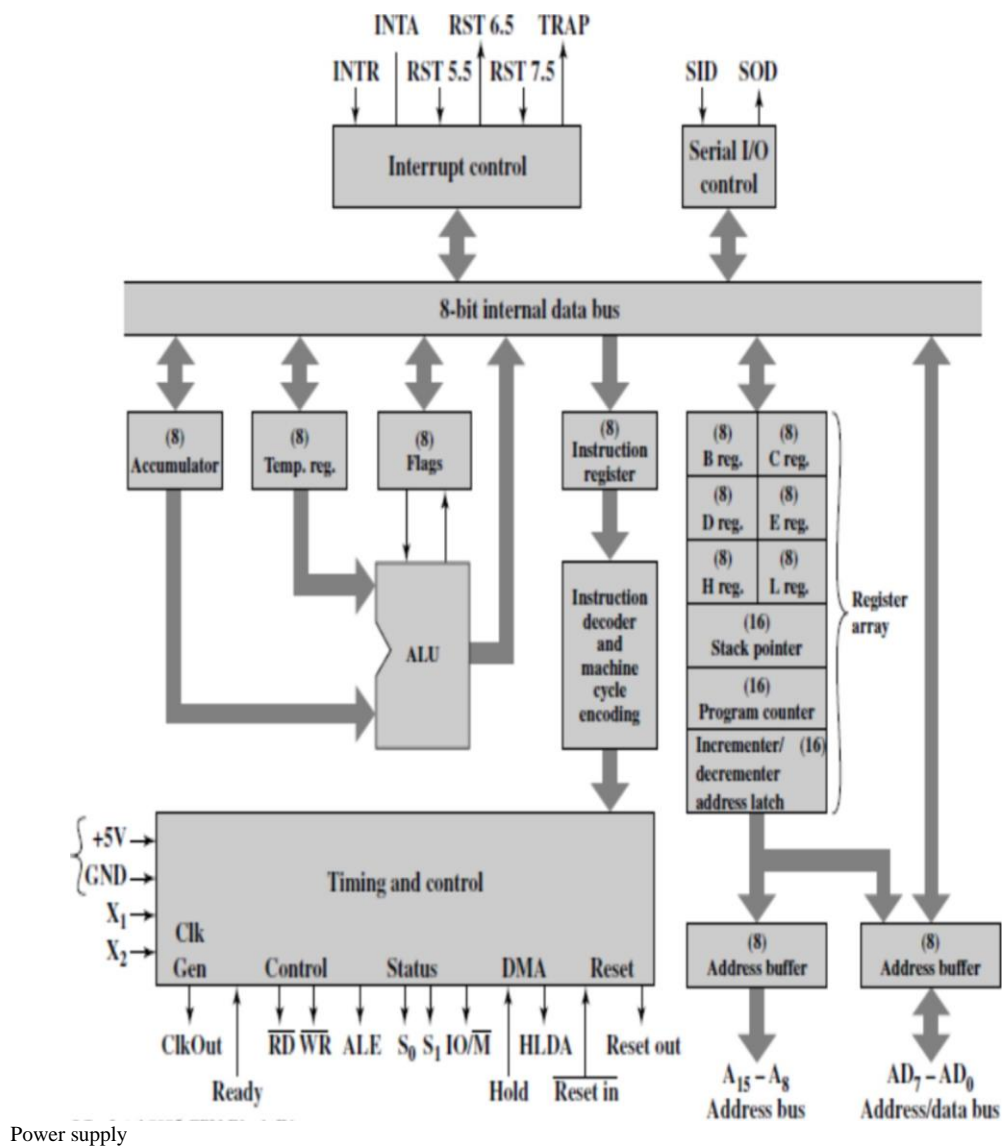 INTA RST 6.5 TRAP
INTR RST 5.5 RST 7.5 SID SOD
Interrupt control
Serial I/O
control
8-bit internal data bus
(8)
Accumulator
(8)
Temp. reg.
(8)
Flags
(8)
Instruction
register
(8) (8)
B reg. C reg.
(8) (8)
D reg. E reg.
(8) (8)
H reg. L reg.
(16)
Stack pointer
(16)
Program counter
Incrementer/ (16)
decrementer
address latch
Register
array
ALU
Instruction
decoder
and
machine
cycle
encoding
+5V
GND
X₁
X₂
Timing and control
Clk
Gen Control Status DMA Reset
(8)
Address buffer
(8)
Address buffer
ClkOut R̅D̅ W̅R̅ ALE S₀ S₁ IO/M̅ HLDA Reset out
Ready Hold R̅e̅s̅e̅t̅ i̅n̅
A₁₅ – A₈
Address bus
AD₇ – AD₀
Address/data bus
Power supply